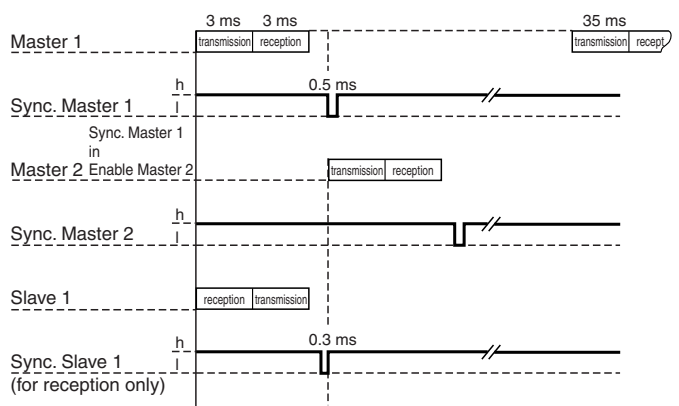 3 ms 3 ms 35 ms
Master 1 transmission reception transmission recept
h 0.5 ms
Sync. Master 1 l
Sync. Master 1
in
Master 2 Enable Master 2 transmission reception
h
Sync. Master 2 l
Slave 1 reception transmission
h 0.3 ms
Sync. Slave 1 l
(for reception only)